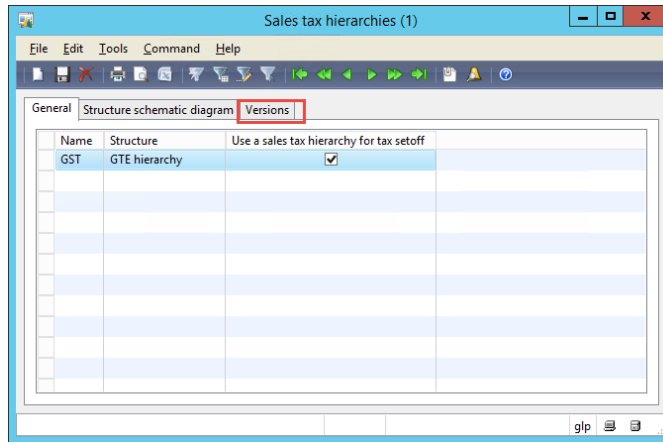 Sales tax hierarchies (1)
File Edit Tools Command Help
General Structure schematic diagram Versions
Name Structure Use a sales tax hierarchy for tax setoff
GST GTE hierarchy
glp